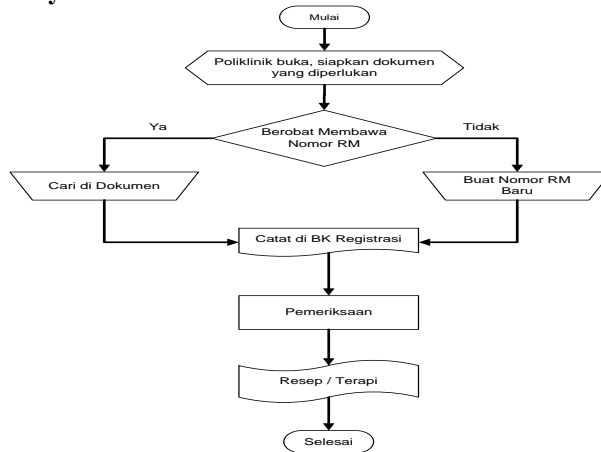 Mulai
Poliklinik buka, siapkan dokumen
yang diperlukan
Berobat Membawa
Nomor RM
Ya
Tidak
Cari di Dokumen
Buat Nomor RM
Baru
Catat di BK Registrasi
Pemeriksaan
Resep / Terapi
Selesai